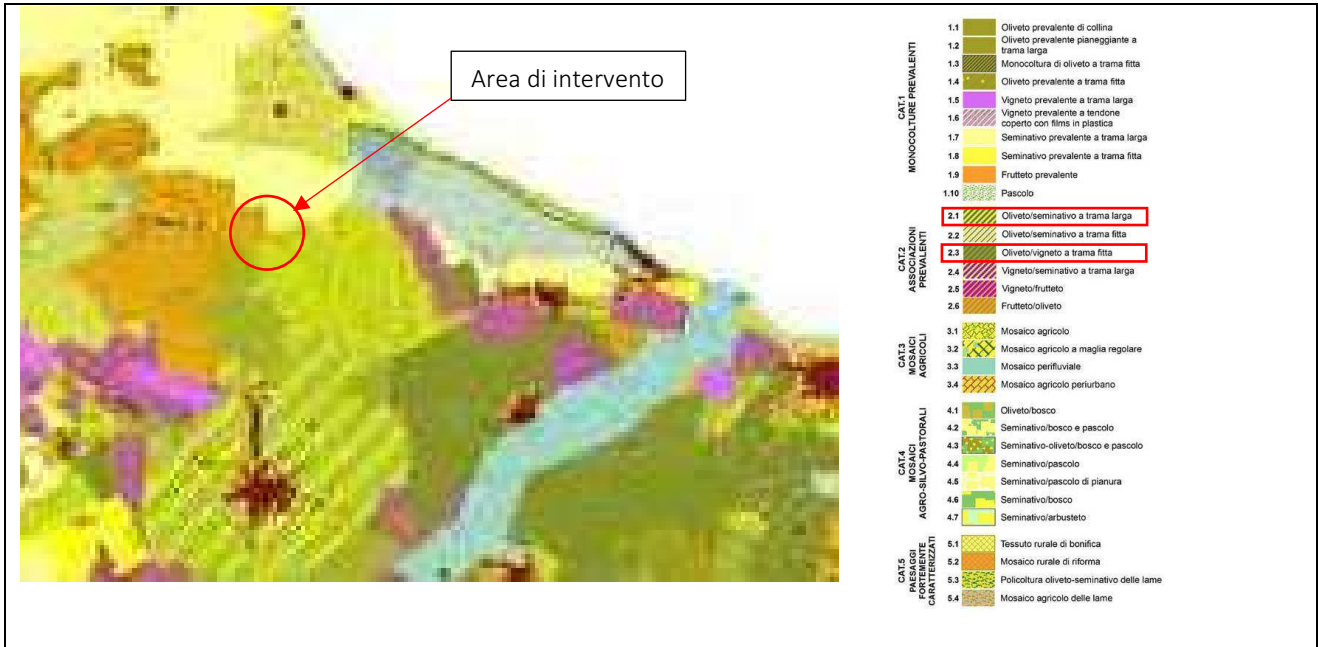 Area di intervento
CAT.1
MONOCOLTURE PREVALENTI
1.1 Oliveto prevalente di collina
1.2 Oliveto prevalente pianeggiante a
trama larga
1.3 Monocoltura di oliveto a trama fitta
1.4 Oliveto prevalente a trama fitta
1.5 Vigneto prevalente a trama larga
1.6 Vigneto prevalente a tendone
coperto con films in plastica
1.7 Seminativo prevalente a trama larga
1.8 Seminativo prevalente a trama fitta
1.9 Frutteto prevalente
1.10 Pascolo
CAT.2
ASSOCIAZIONI
PREVALENTI
2.1 Oliveto/seminativo a trama larga
2.2 Oliveto/seminativo a trama fitta
2.3 Oliveto/vigneto a trama fitta
2.4 Vigneto/seminativo a trama larga
2.5 Vigneto/frutteto
2.6 Frutteto/oliveto
CAT.3
MOSAICI
AGRICOLI
3.1 Mosaico agricolo
3.2 Mosaico agricolo a maglia regolare
3.3 Mosaico perifluviale
3.4 Mosaico agricolo periurbano
CAT.4
MOSAICI
AGRO-SILVO-PASTORALI
4.1 Oliveto/bosco
4.2 Seminativo/bosco e pascolo
4.3 Seminativo-oliveto/bosco e pascolo
4.4 Seminativo/pascolo
4.5 Seminativo/pascolo di pianura
4.6 Seminativo/bosco
4.7 Seminativo/arbusteto
CAT.5
PAESAGGI
FORTEMENTE
CARATTERIZZATI
5.1 Tessuto rurale di bonifica
5.2 Mosaico rurale di riforma
5.3 Policoltura oliveto-seminativo delle lame
5.4 Mosaico agricolo delle lame